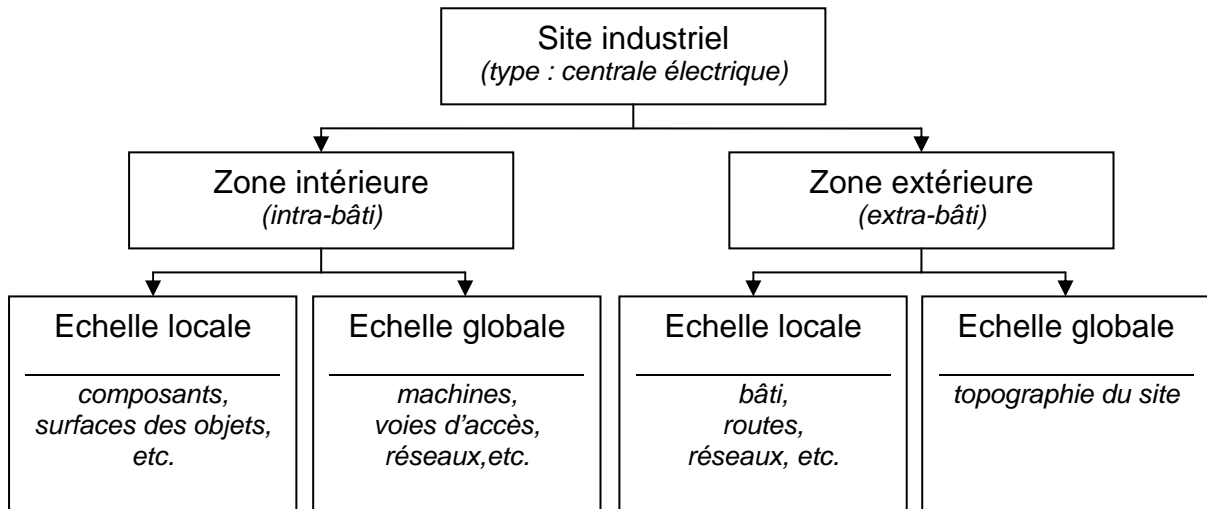 Site industriel
(type : centrale électrique)
Zone intérieure
(intra-bâti)
Zone extérieure
(extra-bâti)
Echelle locale
composants,
surfaces des objets,
etc.
Echelle globale
machines,
voies d'accès,
réseaux,etc.
Echelle locale
bâti,
routes,
réseaux, etc.
Echelle globale
topographie du site